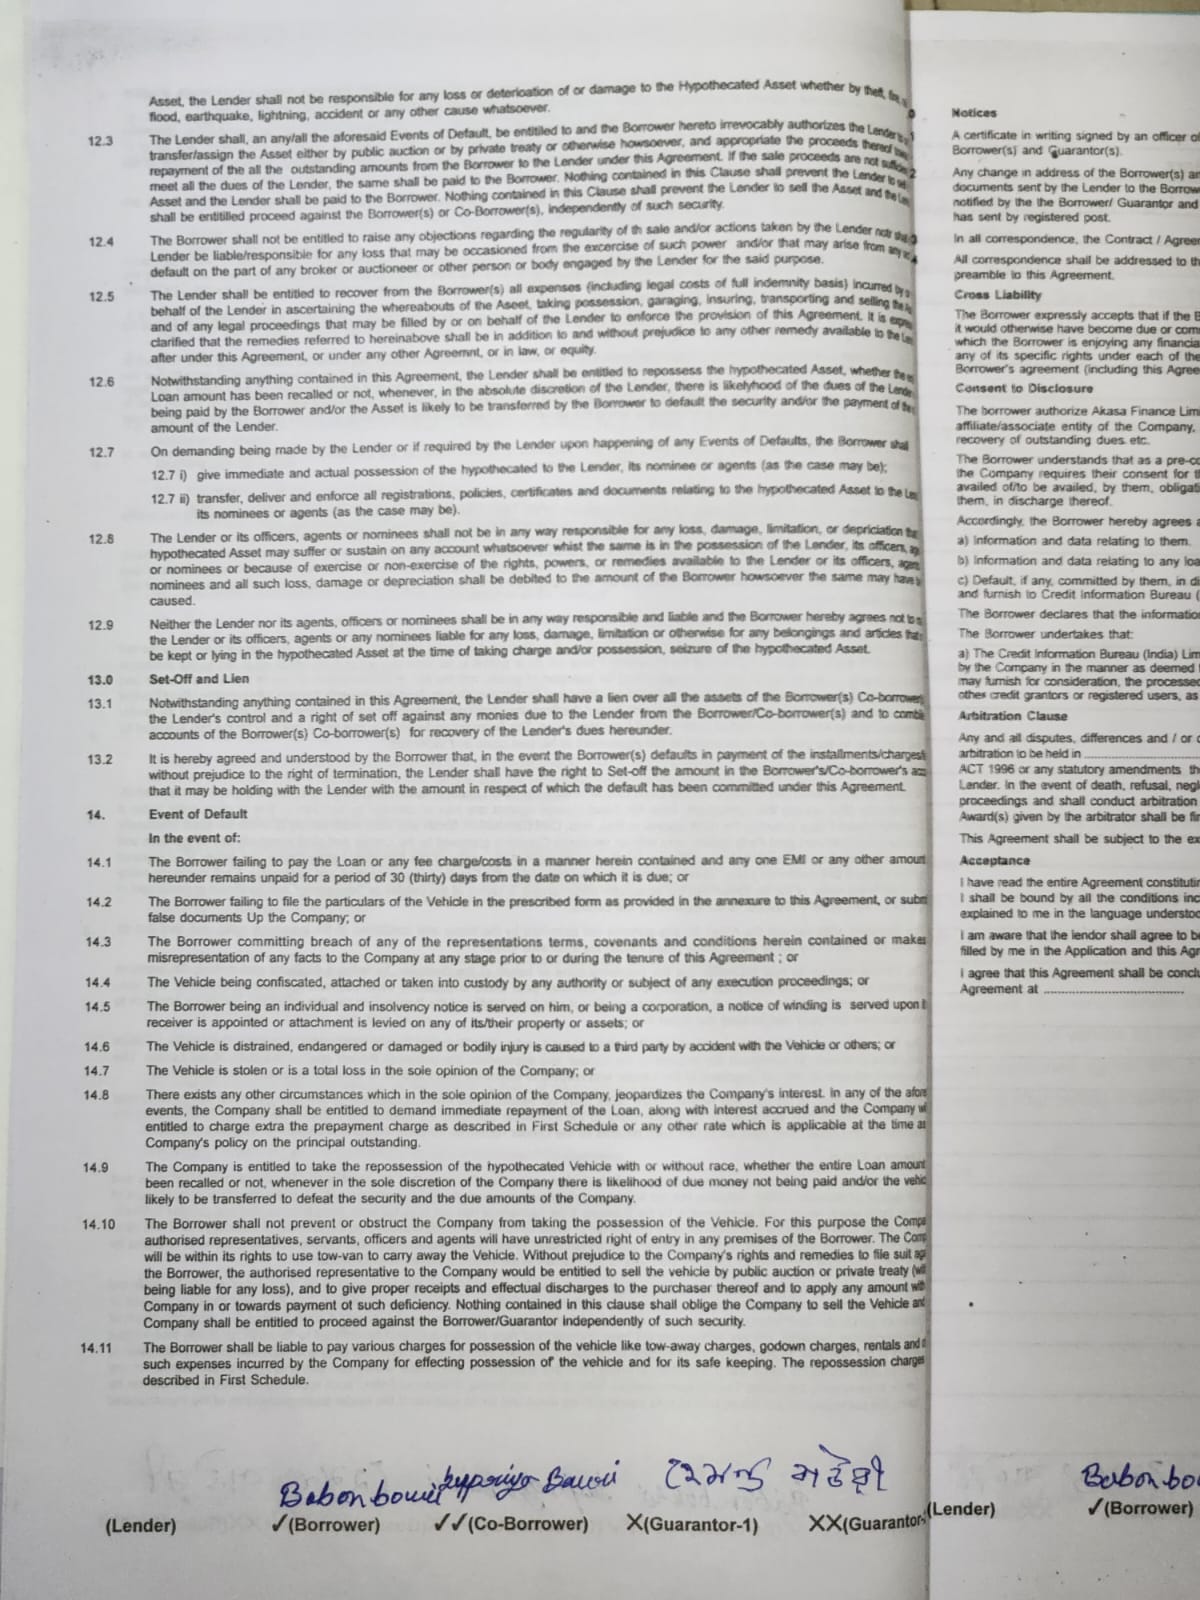 Asset, the Lender shall not be responsible for any loss or deterioation of or damage to the Hypothecated Asset whether by theft, fire,
flood, earthquake, lightning, accident or any other cause whatsoever.
12.3 The Lender shall, an any/all the aforesaid Events of Default, be entitiled to and the Borrower hereto irrevocably authorizes the Lender to
transfer/assign the Asset either by public auction or by private treaty or otherwise howsoever, and appropriate the proceeds thereof
repayment of the all the outstanding amounts from the Borrower to the Lender under this Agreement. If the sale proceeds are not
meet all the dues of the Lender, the same shall be paid to the Borrower. Nothing contained in this Clause shall prevent the Lender to
Asset and the Lender shall be paid to the Borrower. Nothing contained in this Clause shall prevent the Lender to sell the Asset and the
shall be entitilled proceed against the Borrower(s) or Co-Borrower(s), independently of such security.
12.4 The Borrower shall not be entitled to raise any objections regarding the regularity of th sale and/or actions taken by the Lender
Lender be liable/responsible for any loss that may be occasioned from the excercise of such power and/or that may arise from any
default on the part of any broker or auctioneer or other person or body engaged by the Lender for the said purpose.
12.5 The Lender shall be entitled to recover from the Borrower(s) all expenses (including legal costs of full indemnity basis) incurred by
behalf of the Lender in ascertaining the whereabouts of the Aseet, taking possession, garaging, insuring, transporting and selling the
and of any legal proceedings that may be filled by or on behalf of the Lender to enforce the provision of this Agreement. It is
clarified that the remedies referred to hereinabove shall be in addition to and without prejudice to any other remedy available to the
after under this Agreement, or under any other Agreemnt, or in law, or equity.
12.6 Notwithstanding anything contained in this Agreement, the Lender shall be entitled to repossess the hypothecated Asset, whether the
Loan amount has been recalled or not, whenever, in the absolute discretion of the Lender, there is likelyhood of the dues of the
being paid by the Borrower and/or the Asset is likely to be transferred by the Borrower to default the security and/or the payment of the
amount of the Lender.
12.7 On demanding being made by the Lender or if required by the Lender upon happening of any Events of Defaults, the Borrower shall
12.7 i) give immediate and actual possession of the hypothecated to the Lender, its nominee or agents (as the case may be);
12.7 ii) transfer, deliver and enforce all registrations, policies, certificates and documents relating to the hypothecated Asset to the
its nominees or agents (as the case may be).
12.8 The Lender or its officers, agents or nominees shall not be in any way responsible for any loss, damage, limitation, or depriciation
hypothecated Asset may suffer or sustain on any account whatsoever whist the same is in the possession of the Lender, its officers,
or nominees or because of exercise or non-exercise of the rights, powers, or remedies available to the Lender or its officers,
nominees and all such loss, damage or depreciation shall be debited to the amount of the Borrower howsoever the same may have
caused.
12.9 Neither the Lender nor its agents, officers or nominees shall be in any way responsible and liable and the Borrower hereby agrees not to
the Lender or its officers, agents or any nominees liable for any loss, damage, limitation or otherwise for any belongings and articles
be kept or lying in the hypothecated Asset at the time of taking charge and/or possession, seizure of the hypothecated Asset.
13.0 Set-Off and Lien
13.1 Notwithstanding anything contained in this Agreement, the Lender shall have a lien over all the assets of the Borrower(s) Co-borrower
the Lender's control and a right of set off against any monies due to the Lender from the Borrower/Co-borrower(s) and to
accounts of the Borrower(s) Co-borrower(s) for recovery of the Lender's dues hereunder.
13.2 It is hereby agreed and understood by the Borrower that, in the event the Borrower(s) defaults in payment of the installments/charges
without prejudice to the right of termination, the Lender shall have the right to Set-off the amount in the Borrower's/Co-borrower's
that it may be holding with the Lender with the amount in respect of which the default has been committed under this Agreement.
14. Event of Default
In the event of:
14.1 The Borrower failing to pay the Loan or any fee charge/costs in a manner herein contained and any one EMI or any other amoun
hereunder remains unpaid for a period of 30 (thirty) days from the date on which it is due; or
14.2 The Borrower failing to file the particulars of the Vehicle in the prescribed form as provided in the annexure to this Agreement, or
false documents Up the Company; or
14.3 The Borrower committing breach of any of the representations terms, covenants and conditions herein contained or makes
misrepresentation of any facts to the Company at any stage prior to or during the tenure of this Agreement ; or
14.4 The Vehicle being confiscated, attached or taken into custody by any authority or subject of any execution proceedings; or
14.5 The Borrower being an individual and insolvency notice is served on him, or being a corporation, a notice of winding is served upon
receiver is appointed or attachment is levied on any of its/their property or assets; or
14.6 The Vehicle is distrained, endangered or damaged or bodily injury is caused to a third party by accident with the Vehicle or others; or
14.7 The Vehicle is stolen or is a total loss in the sole opinion of the Company; or
14.8 There exists any other circumstances which in the sole opinion of the Company, jeopardizes the Company's interest. In any of the
events, the Company shall be entitled to demand immediate repayment of the Loan, along with interest accrued and the Company
entitled to charge extra the prepayment charge as described in First Schedule or any other rate which is applicable at the time
Company's policy on the principal outstanding.
14.9 The Company is entitled to take the repossession of the hypothecated Vehicle with or without race, whether the entire Loan amount
been recalled or not, whenever in the sole discretion of the Company there is likelihood of due money not being paid and/or the
likely to be transferred to defeat the security and the due amounts of the Company.
14.10 The Borrower shall not prevent or obstruct the Company from taking the possession of the Vehicle. For this purpose the
authorised representatives, servants, officers and agents will have unrestricted right of entry in any premises of the Borrower. The
will be within its rights to use tow-van to carry away the Vehicle. Without prejudice to the Company's rights and remedies to file suit
the Borrower, the authorised representative to the Company would be entitled to sell the vehicle by public auction or private treaty
being liable for any loss), and to give proper receipts and effectual discharges to the purchaser thereof and to apply any amount
Company in or towards payment of such deficiency. Nothing contained in this clause shall oblige the Company to sell the Vehicle and
Company shall be entitled to proceed against the Borrower/Guarantor independently of such security.
14.11 The Borrower shall be liable to pay various charges for possession of the vehicle like tow-away charges, godown charges, rentals and
such expenses incurred by the Company for effecting possession of the vehicle and for its safe keeping. The repossession charges
described in First Schedule.
Babon bouri Bauri
(Lender) ✓(Borrower) ✓✓(Co-Borrower) X(Guarantor-1) XX(Guarantor-
Notices
A certificate in writing signed by an officer of
Borrower(s) and Guarantor(s).
Any change in address of the Borrower(s) an
documents sent by the Lender to the Borrow
notified by the the Borrower/ Guarantor and
has sent by registered post.
In all correspondence, the Contract / Agree
All correspondence shall be addressed to th
preamble to this Agreement.
Cross Liability
The Borrower expressly accepts that if the B
it would otherwise have become due or com
which the Borrower is enjoying any financia
any of its specific rights under each of the
Borrower's agreement (including this Agree
Consent to Disclosure
The borrower authorize Akasa Finance Limi
affiliate/associate entity of the Company,
recovery of outstanding dues etc.
The Borrower understands that as a pre-co
the Company requires their consent for t
availed of/to be availed, by them, obligati
them, in discharge thereof.
Accordingly, the Borrower hereby agrees a
a) Information and data relating to them.
b) Information and data relating to any loa
c) Default, if any, committed by them, in di
and furnish to Credit Information Bureau (
The Borrower declares that the information
The Borrower undertakes that:
a) The Credit Information Bureau (India) Lim
by the Company in the manner as deemed
may furnish for consideration, the processed
other credit grantors or registered users, as
Arbitration Clause
Any and all disputes, differences and / or
arbitration to be held in ........................
ACT 1996 or any statutory amendments th
Lender. In the event of death, refusal, negl
proceedings and shall conduct arbitration
Award(s) given by the arbitrator shall be fin
This Agreement shall be subject to the ex
Acceptance
I have read the entire Agreement constitutin
I shall be bound by all the conditions inc
explained to me in the language understoo
I am aware that the lendor shall agree to be
filled by me in the Application and this Agr
I agree that this Agreement shall be conclu
Agreement at ..............................
Babon bo
(Lender) ✓(Borrower)